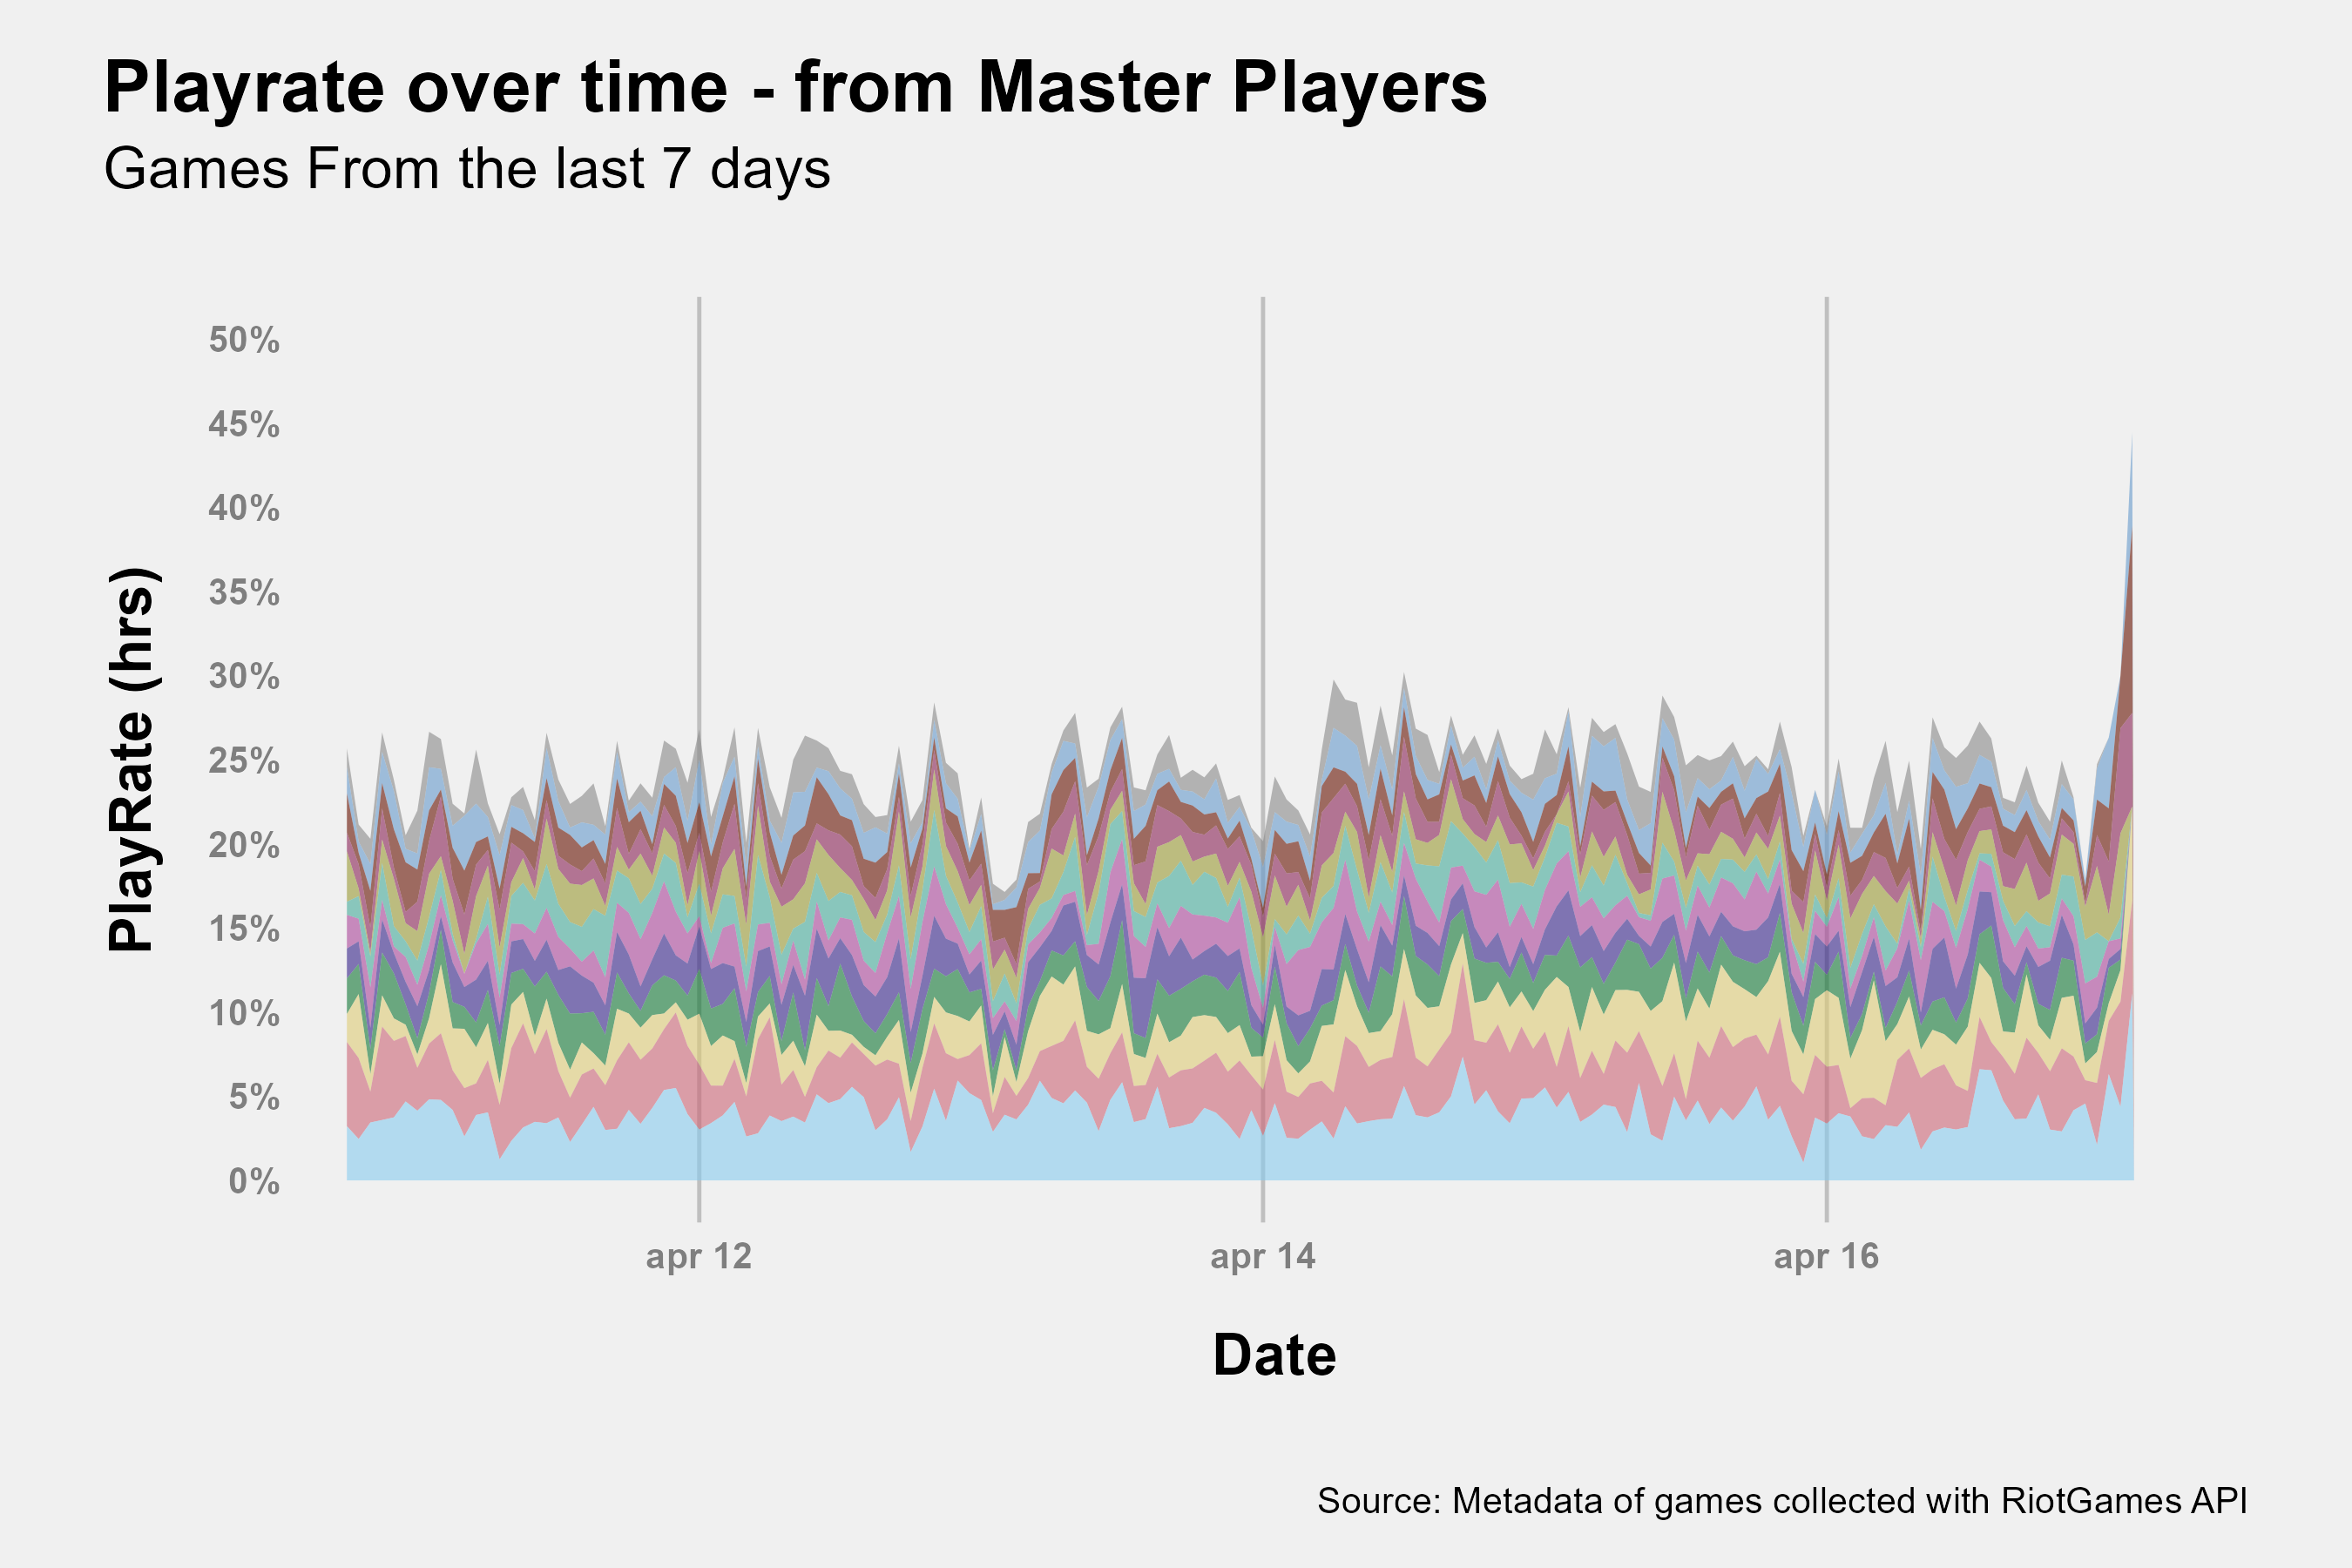 Playrate over time - from Master Players
Games From the last 7 days
50%
45%
40%
35%
30%
25%
20%
15%
10%
5%
0%
PlayRate (hrs)
apr 12
apr 14
apr 16
Date
Source: Metadata of games collected with RiotGames API